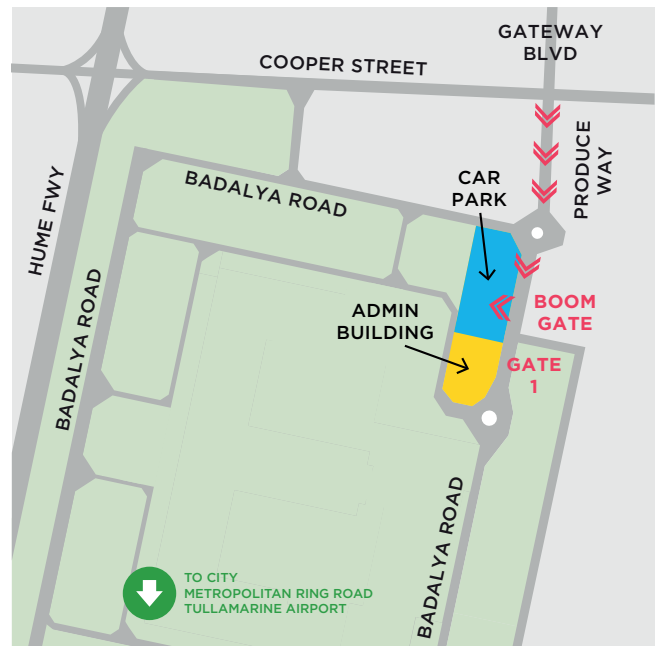 GATEWAY
BLVD
COOPER STREET
PRODUCE
WAY
CAR
PARK
BADALYA ROAD
HUME FWY
BADALYA ROAD
ADMIN
BUILDING
BOOM
GATE
GATE
1
BADALYA ROAD
TO CITY
METROPOLITAN RING ROAD
TULLAMARINE AIRPORT